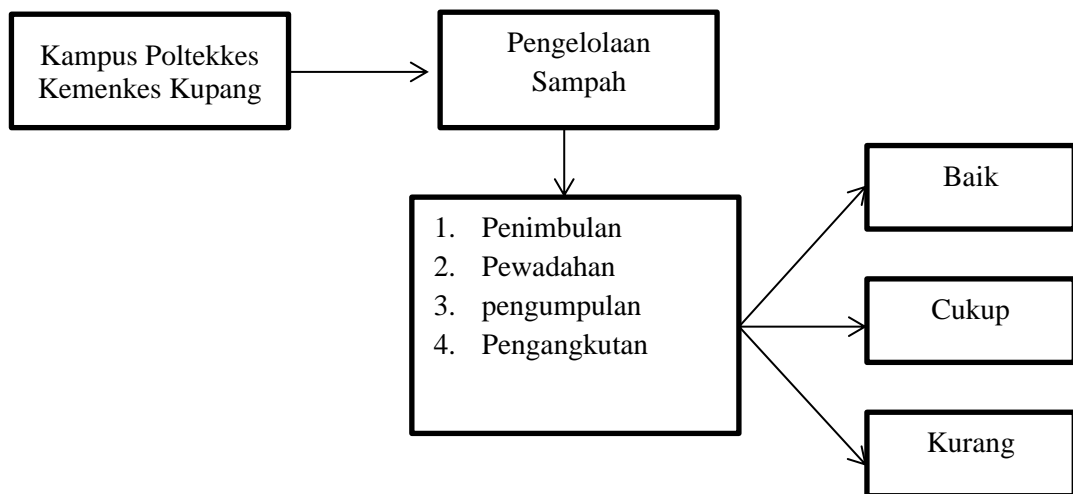 Kampus Poltekkes
Kemenkes Kupang
Pengelolaan
Sampah
1. Penimbulan
2. Pewadahan
3. pengumpulan
4. Pengangkutan
Baik
Cukup
Kurang